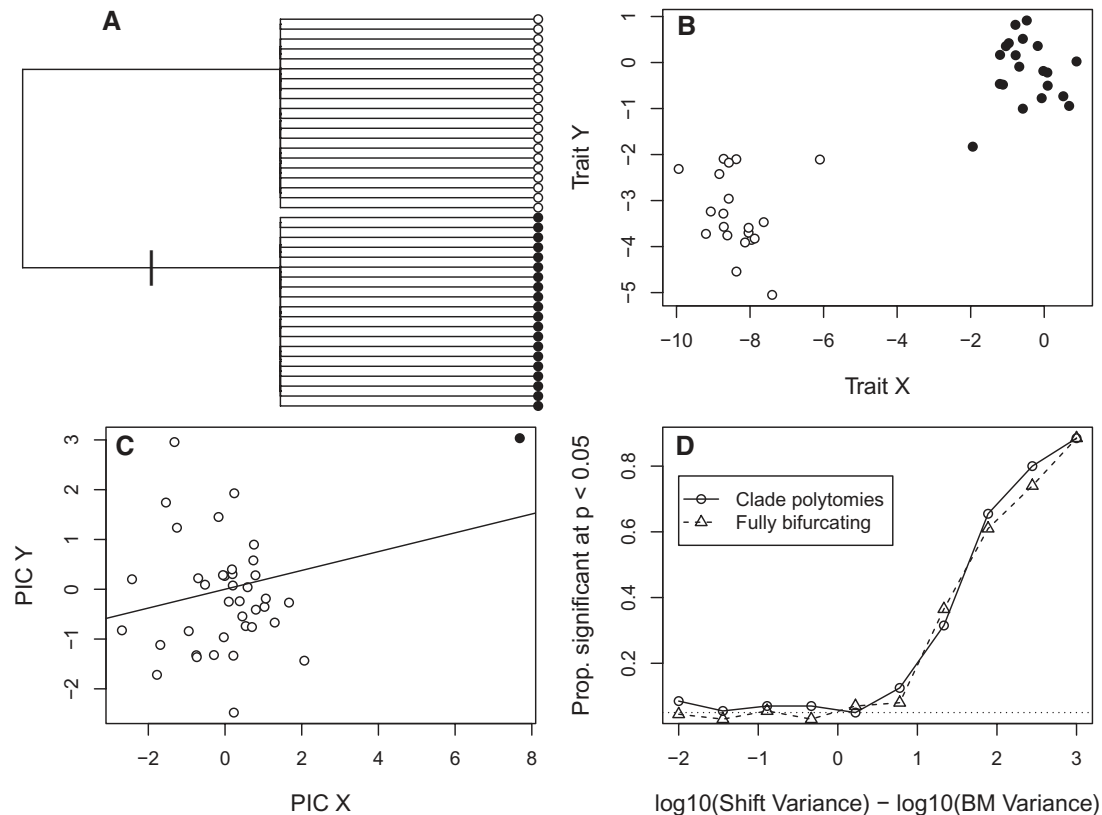 A
B
Trait Y
1
0
−1
−2
−3
−4
−5
−10
−8
−6
−4
−2
0
Trait X
C
PIC Y
3
2
1
0
−1
−2
−2
0
2
4
6
8
PIC X
D
Prop. significant at p < 0.05
0.8
0.6
0.4
0.2
Clade polytomies
Fully bifurcating
−2
−1
0
1
2
3
log10(Shift Variance) − log10(BM Variance)